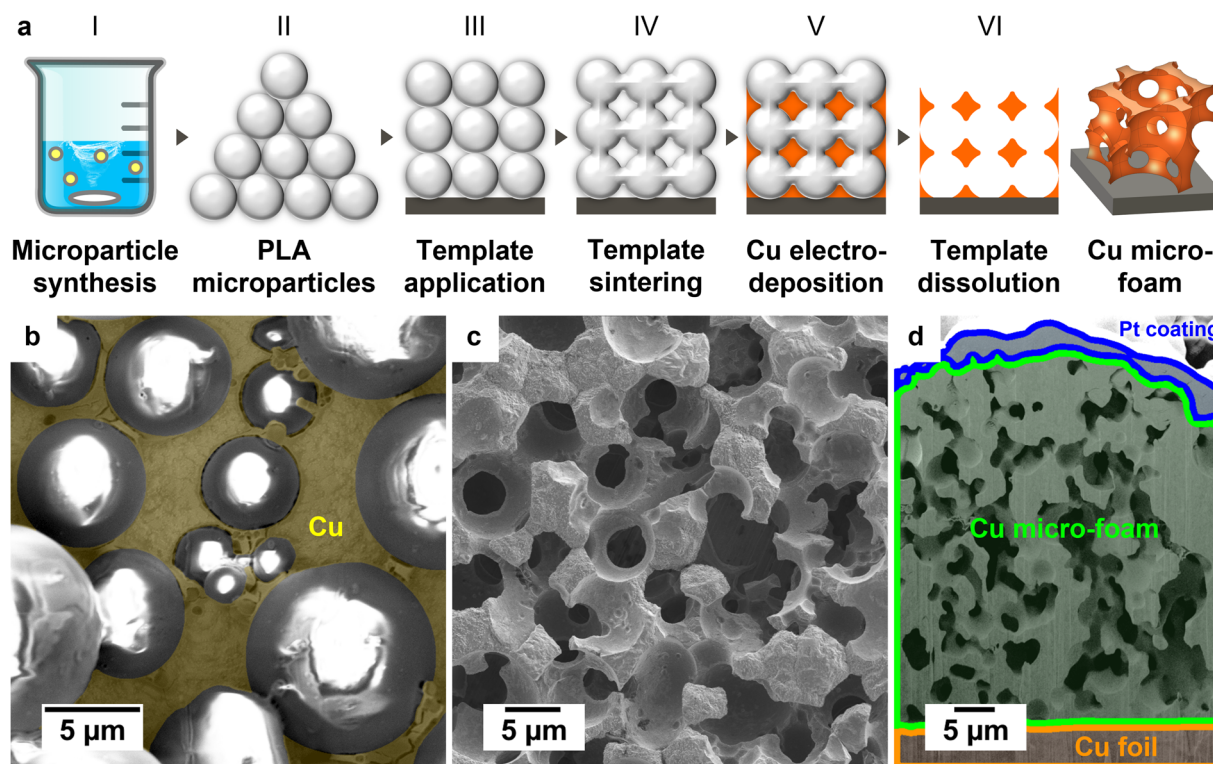 a
I
II
III
IV
V
VI
Microparticle
synthesis
PLA
microparticles
Template
application
Template
sintering
Cu electro-
deposition
Template
dissolution
Cu micro-
foam
b
Cu
5 µm
c
5 µm
d
Pt coating
Cu micro-foam
5 µm
Cu foil